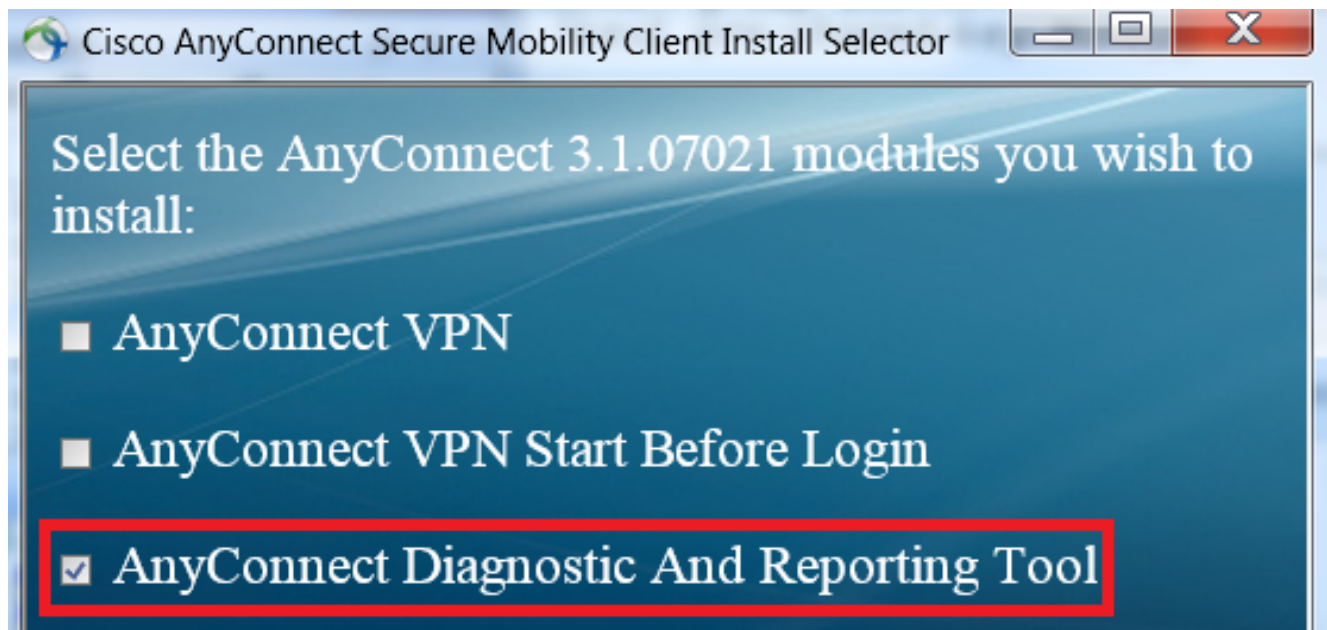 Cisco AnyConnect Secure Mobility Client Install Selector
Select the AnyConnect 3.1.07021 modules you wish to
install:
AnyConnect VPN
AnyConnect VPN Start Before Login
AnyConnect Diagnostic And Reporting Tool